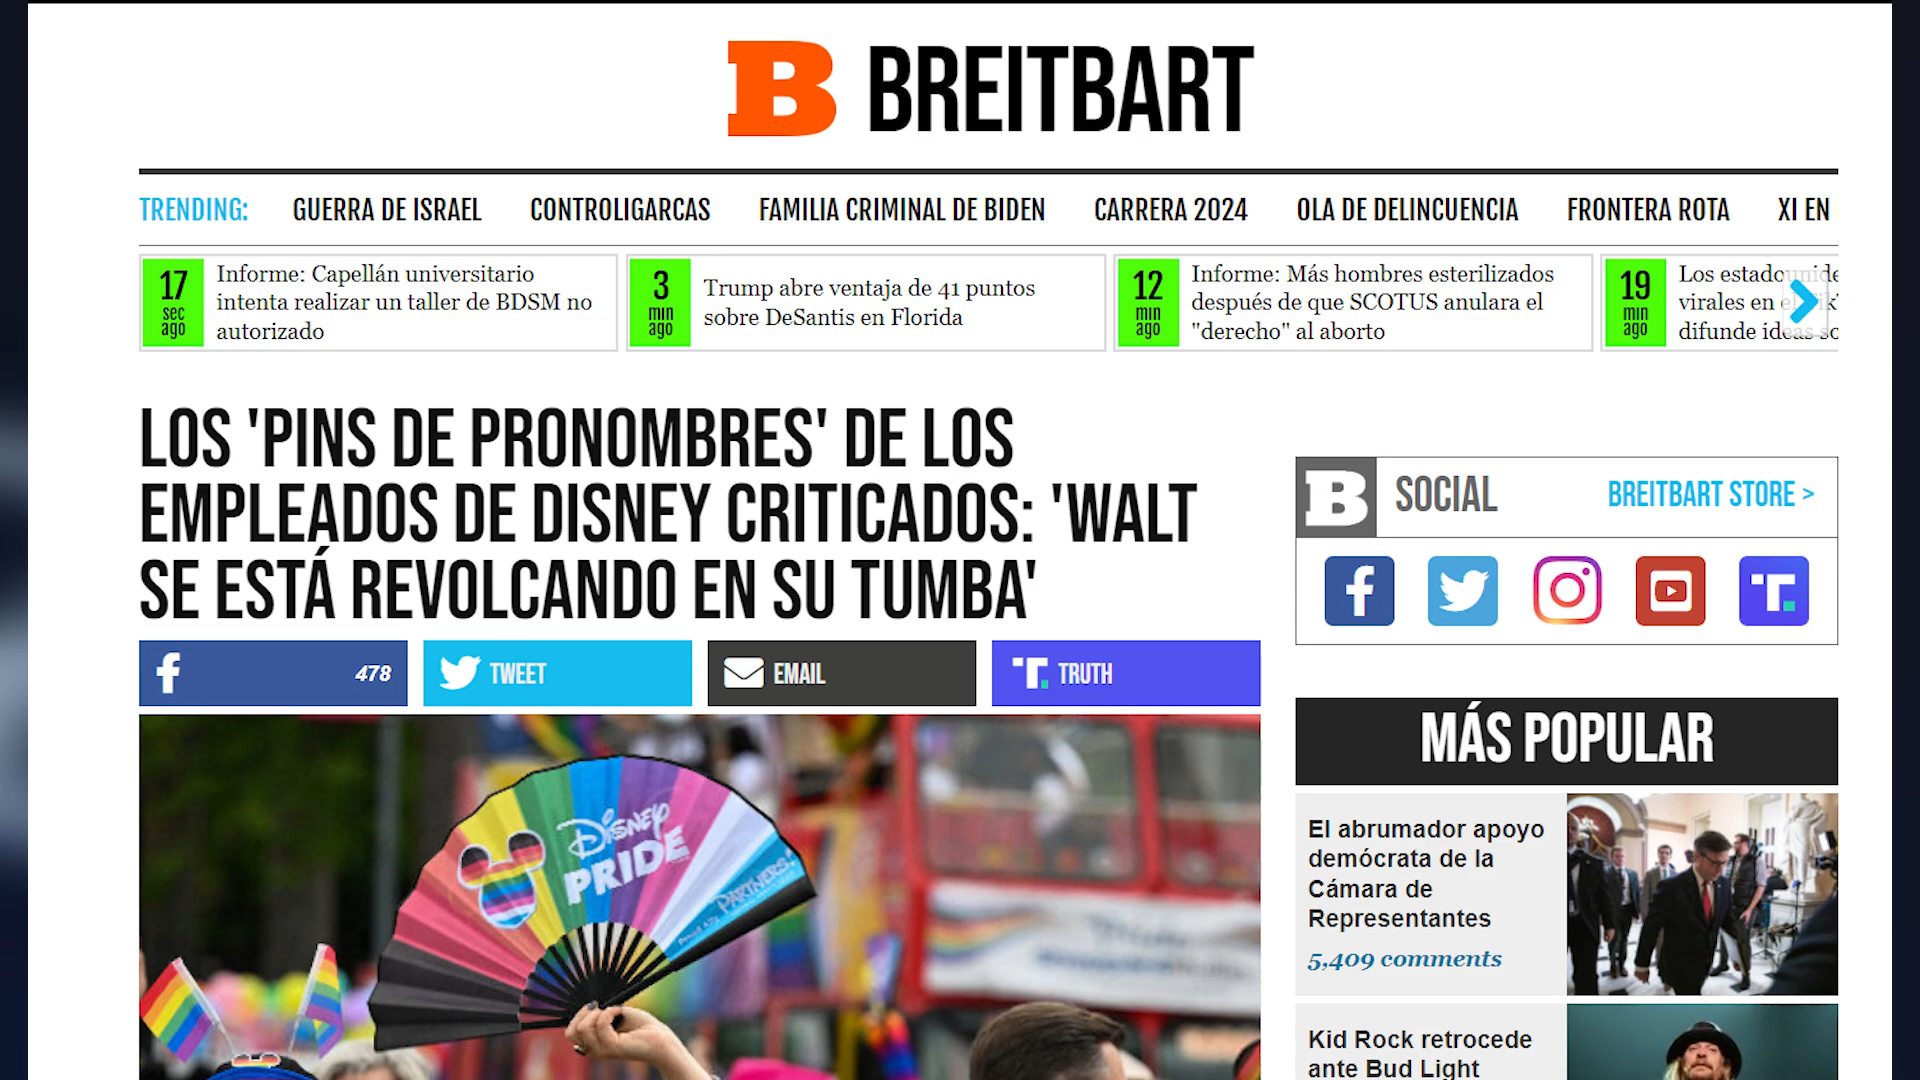 B BREITBART
TRENDING: GUERRA DE ISRAEL CONTROLIGARCAS FAMILIA CRIMINAL DE BIDEN CARRERA 2024 OLA DE DELINCUENCIA FRONTERA ROTA XI EN
17
sec
ago
Informe: Capellán universitario
intenta realizar un taller de BDSM no
autorizado
3
min
ago
Trump abre ventaja de 41 puntos
sobre DeSantis en Florida
12
min
ago
Informe: Más hombres esterilizados
después de que SCOTUS anulara el
"derecho" al aborto
19
min
ago
Los
virales en
difunde
LOS 'PINS DE PRONOMBRES' DE LOS
EMPLEADOS DE DISNEY CRITICADOS: 'WALT
SE ESTÁ REVOLCANDO EN SU TUMBA'
478
TWEET
EMAIL
TRUTH
DISNEY
PRIDE
PARTNERS
B SOCIAL BREITBART STORE >
MÁS POPULAR
El abrumador apoyo
demócrata de la
Cámara de
Representantes
5,409 comments
Kid Rock retrocede
ante Bud Light